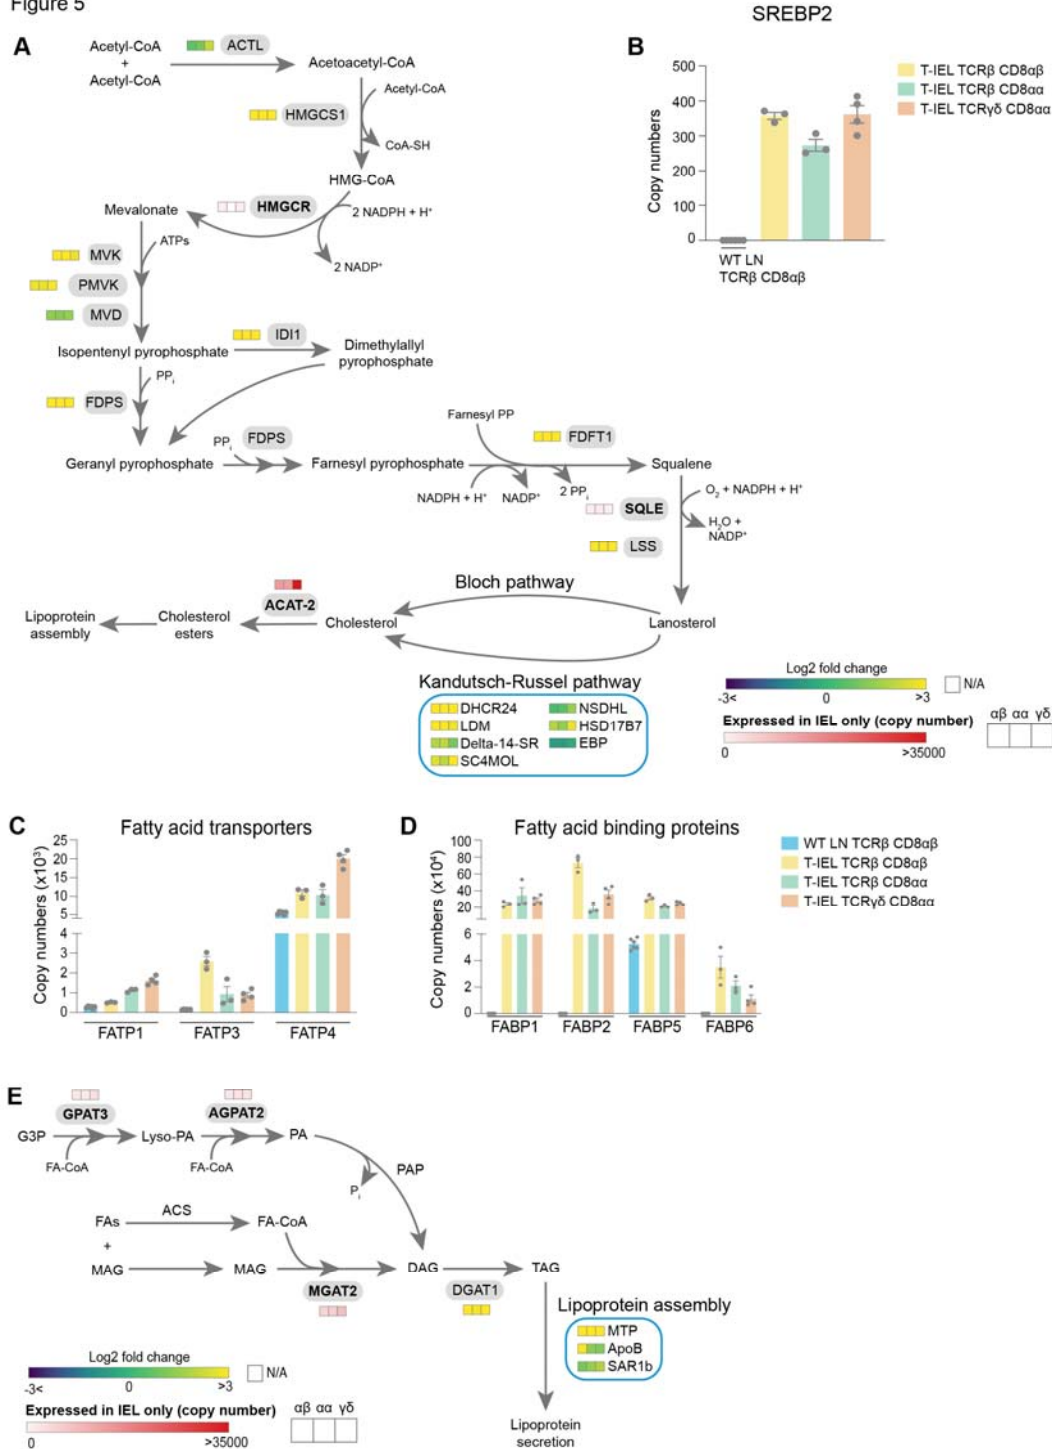 Figure 5
A
Acetyl-CoA
+
Acetyl-CoA
ACTL
Acetoacetyl-CoA
Acetyl-CoA
HMGCS1
CoA-SH
HMG-CoA
Mevalonate
HMGCR
2 NADPH + H⁺
2 NADP⁺
ATPs
MVK
PMVK
MVD
Isopentenyl pyrophosphate
IDI1
Dimethylallyl
pyrophosphate
PPᵢ
FDPS
Geranyl pyrophosphate
PPᵢ
FDPS
Farnesyl pyrophosphate
Farnesyl PP
FDFT1
Squalene
NADPH + H⁺
NADP⁺
2 PPᵢ
O₂ + NADPH + H⁺
SQLE
H₂O +
NADP⁺
LSS
Bloch pathway
ACAT-2
Lipoprotein
assembly
Cholesterol
esters
Cholesterol
Lanosterol
Kandutsch-Russel pathway
DHCR24
NSDHL
LDM
HSD17B7
Delta-14-SR
EBP
SC4MOL
Log2 fold change
-3<
0
>3
N/A
Expressed in IEL only (copy number)
0
>35000
αβ αα γδ
SREBP2
B
Copy numbers
500
400
300
200
100
0
WT LN
TCRβ CD8αβ
T-IEL TCRβ CD8αβ
T-IEL TCRβ CD8αα
T-IEL TCRγδ CD8αα
C
Fatty acid transporters
Copy numbers (x10³)
25
20
15
10
5
4
3
2
1
0
FATP1
FATP3
FATP4
D
Fatty acid binding proteins
Copy numbers (x10⁴)
100
80
60
40
20
6
4
2
0
FABP1
FABP2
FABP5
FABP6
WT LN TCRβ CD8αβ
T-IEL TCRβ CD8αβ
T-IEL TCRβ CD8αα
T-IEL TCRγδ CD8αα
E
GPAT3
AGPAT2
G3P
Lyso-PA
PA
FA-CoA
FA-CoA
Pᵢ
PAP
FAs
ACS
FA-CoA
+
MAG
MAG
DAG
TAG
MGAT2
DGAT1
Lipoprotein assembly
MTP
ApoB
SAR1b
Lipoprotein
secretion
Log2 fold change
-3<
0
>3
N/A
Expressed in IEL only (copy number)
0
>35000
αβ αα γδ